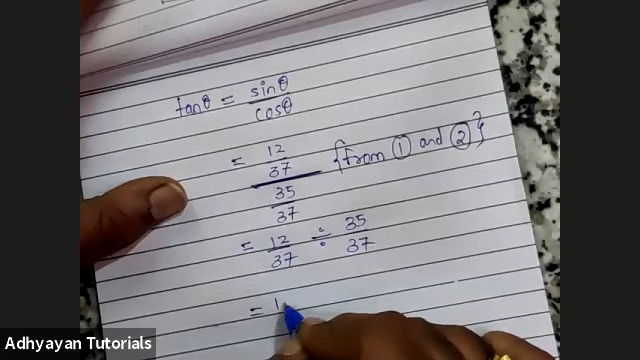 tanθ = sinθ/cosθ
= (12/37)/(35/37) {from ① and ②}
= 12/37 ÷ 35/37
= 1
Adhyayan Tutorials